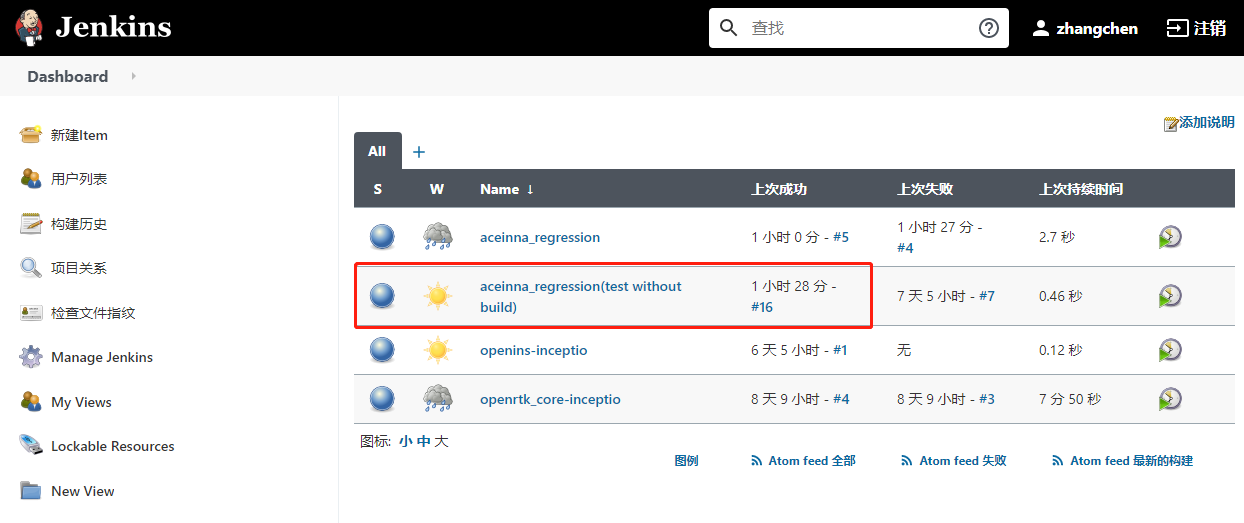 Jenkins
查找
zhangchen
注销
Dashboard
新建Item
用户列表
构建历史
项目关系
检查文件指纹
Manage Jenkins
My Views
Lockable Resources
New View
添加说明
All +
S W Name ↓ 上次成功 上次失败 上次持续时间
aceinna_regression 1 小时 0 分 - #5 1 小时 27 分 - #4 2.7 秒
aceinna_regression(test without build) 1 小时 28 分 - #16 7 天 5 小时 - #7 0.46 秒
openins-inceptio 6 天 5 小时 - #1 无 0.12 秒
openrtk_core-inceptio 8 天 9 小时 - #4 8 天 9 小时 - #3 7 分 50 秒
图标: 小 中 大
图例 Atom feed 全部 Atom feed 失败 Atom feed 最新的构建